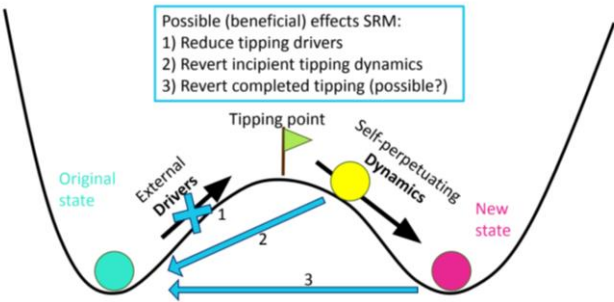 Possible (beneficial) effects SRM:
1) Reduce tipping drivers
2) Revert incipient tipping dynamics
3) Revert completed tipping (possible?)
Tipping point
Original
state
External
Drivers
Self-perpetuating
Dynamics
New
state
1
2
3